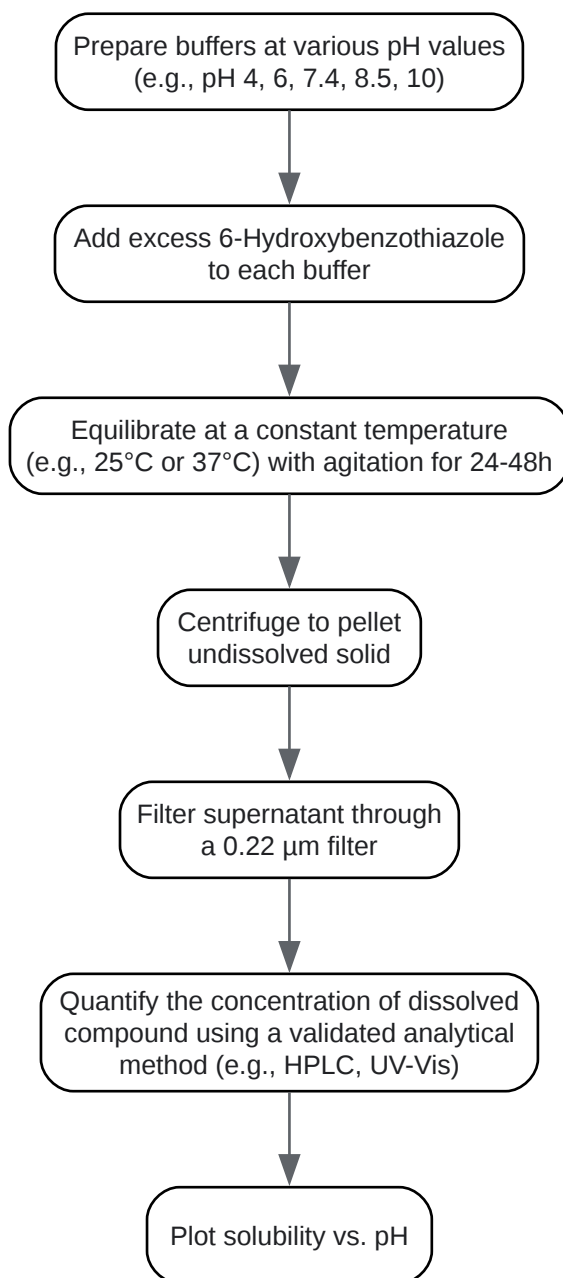 Prepare buffers at various pH values
(e.g., pH 4, 6, 7.4, 8.5, 10)
Add excess 6-Hydroxybenzothiazole
to each buffer
Equilibrate at a constant temperature
(e.g., 25°C or 37°C) with agitation for 24-48h
Centrifuge to pellet
undissolved solid
Filter supernatant through
a 0.22 µm filter
Quantify the concentration of dissolved
compound using a validated analytical
method (e.g., HPLC, UV-Vis)
Plot solubility vs. pH